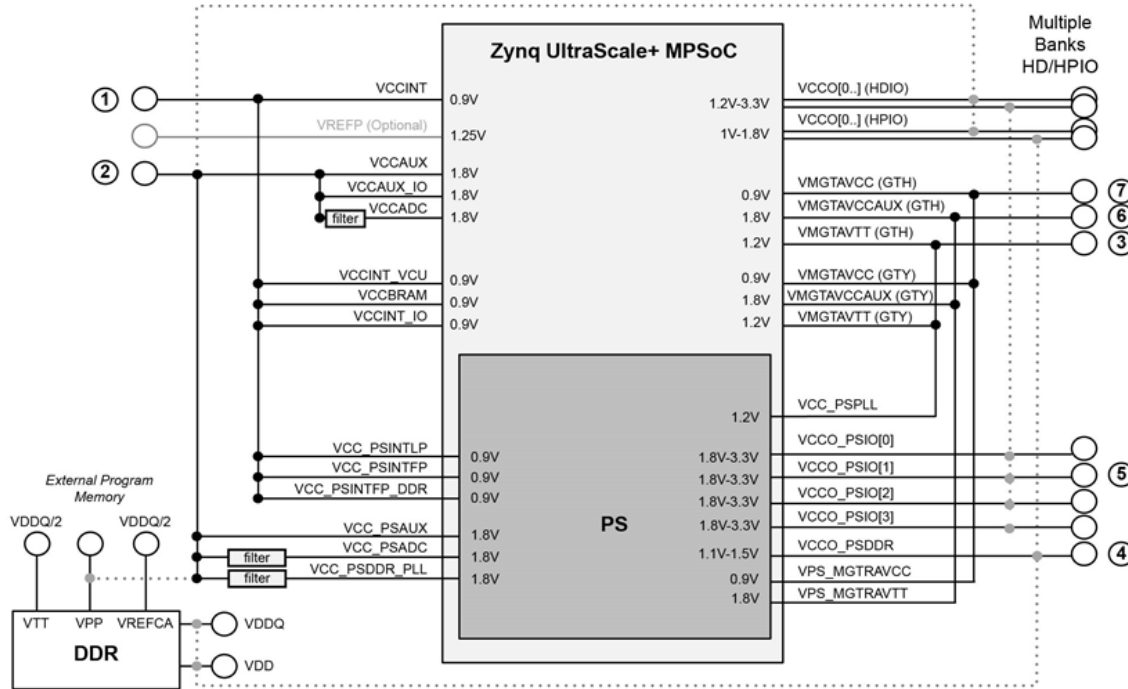 Zynq UltraScale+ MPSoC
Multiple
Banks
HD/HPIO
1
VCCINT
0.9V
VREFP (Optional)
1.25V
2
VCCAUX
1.8V
VCCAUX_IO
1.8V
filter
VCCADC
1.8V
VCCINT_VCU
0.9V
VCCBRAM
0.9V
VCCINT_IO
0.9V
1.2V-3.3V
VCCO[0..] (HDIO)
1V-1.8V
VCCO[0..] (HPIO)
0.9V
VMGTAVCC (GTH)
7
1.8V
VMGTAVCCAUX (GTH)
6
1.2V
VMGTAVTT (GTH)
3
0.9V
VMGTAVCC (GTY)
1.8V
VMGTAVCCAUX (GTY)
1.2V
VMGTAVTT (GTY)
PS
VCC_PSINTLP
0.9V
VCC_PSINTFP
0.9V
VCC_PSINTFP_DDR
0.9V
VCC_PSAUX
1.8V
filter
VCC_PSADC
1.8V
filter
VCC_PSDDR_PLL
1.8V
1.2V
VCC_PSPLL
1.8V-3.3V
VCCO_PSIO[0]
1.8V-3.3V
VCCO_PSIO[1]
5
1.8V-3.3V
VCCO_PSIO[2]
1.8V-3.3V
VCCO_PSIO[3]
1.1V-1.5V
VCCO_PSDDR
4
0.9V
VPS_MGTRAVCC
1.8V
VPS_MGTRAVTT
External Program
Memory
VDDQ/2
VDDQ/2
VTT
VPP
VREFCA
DDR
VDDQ
VDD